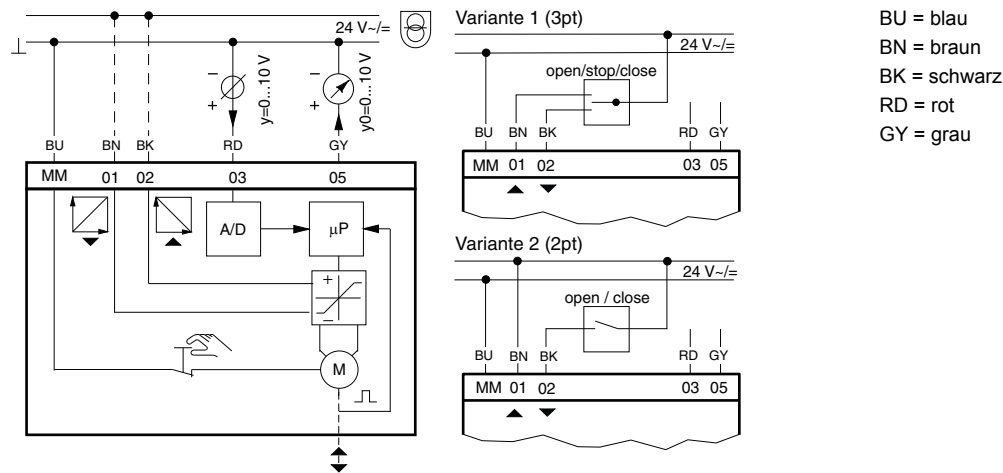 24 V~/=
⊥
− + y=0...10 V
− + y0=0...10 V
BU BN BK RD GY
MM 01 02 03 05
A/D µP
+
−
M
Variante 1 (3pt)
24 V~/=
open/stop/close
BU BN BK RD GY
MM 01 02 03 05
Variante 2 (2pt)
24 V~/=
open / close
BU BN BK RD GY
MM 01 02 03 05
BU = blau
BN = braun
BK = schwarz
RD = rot
GY = grau